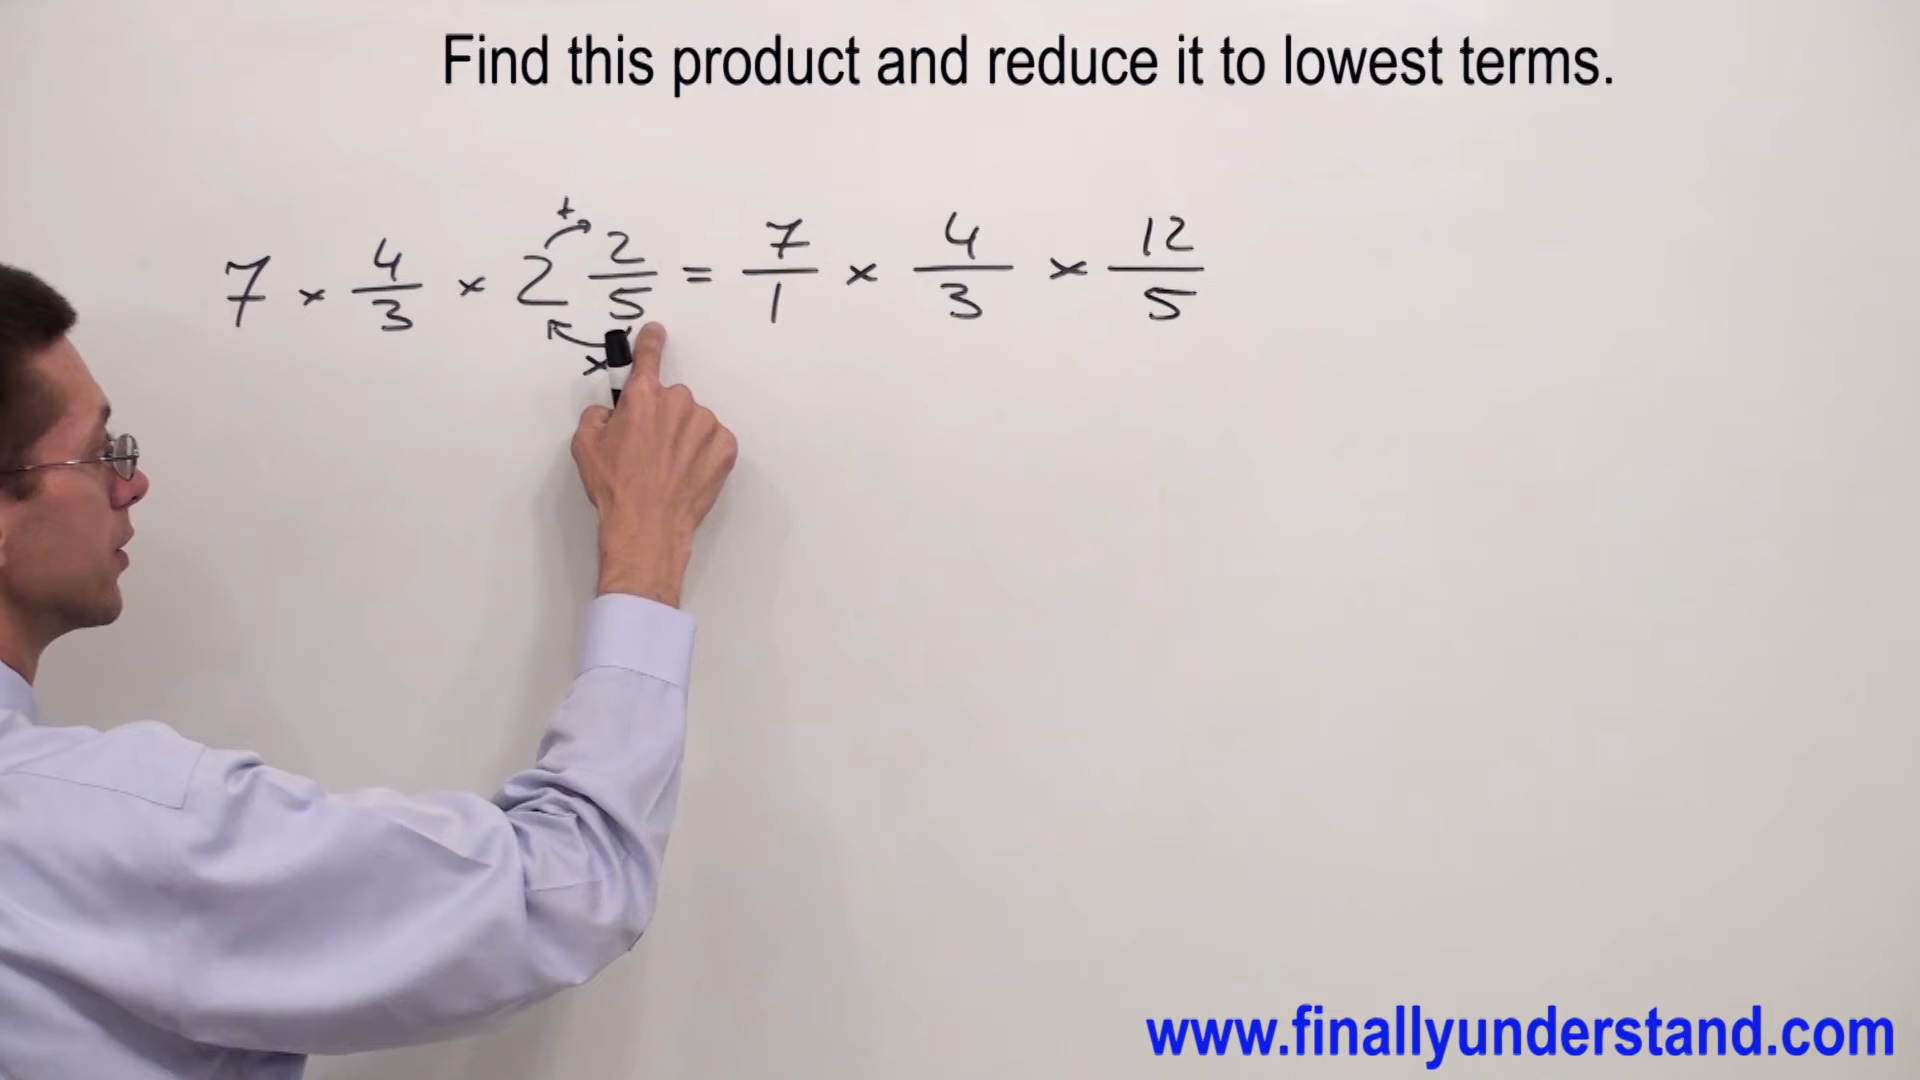 Find this product and reduce it to lowest terms.
+
7 × 4/3 × 2 2/5 = 7/1 × 4/3 × 12/5
×
www.finallyunderstand.com